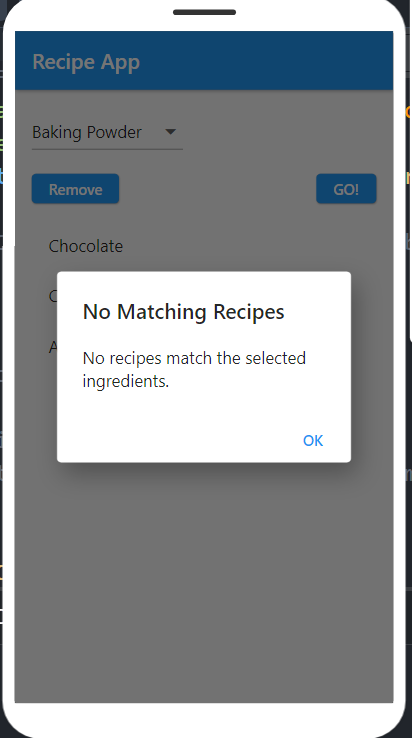 Recipe App
Baking Powder
Remove
GO!
Chocolate
No Matching Recipes
No recipes match the selected
ingredients.
OK